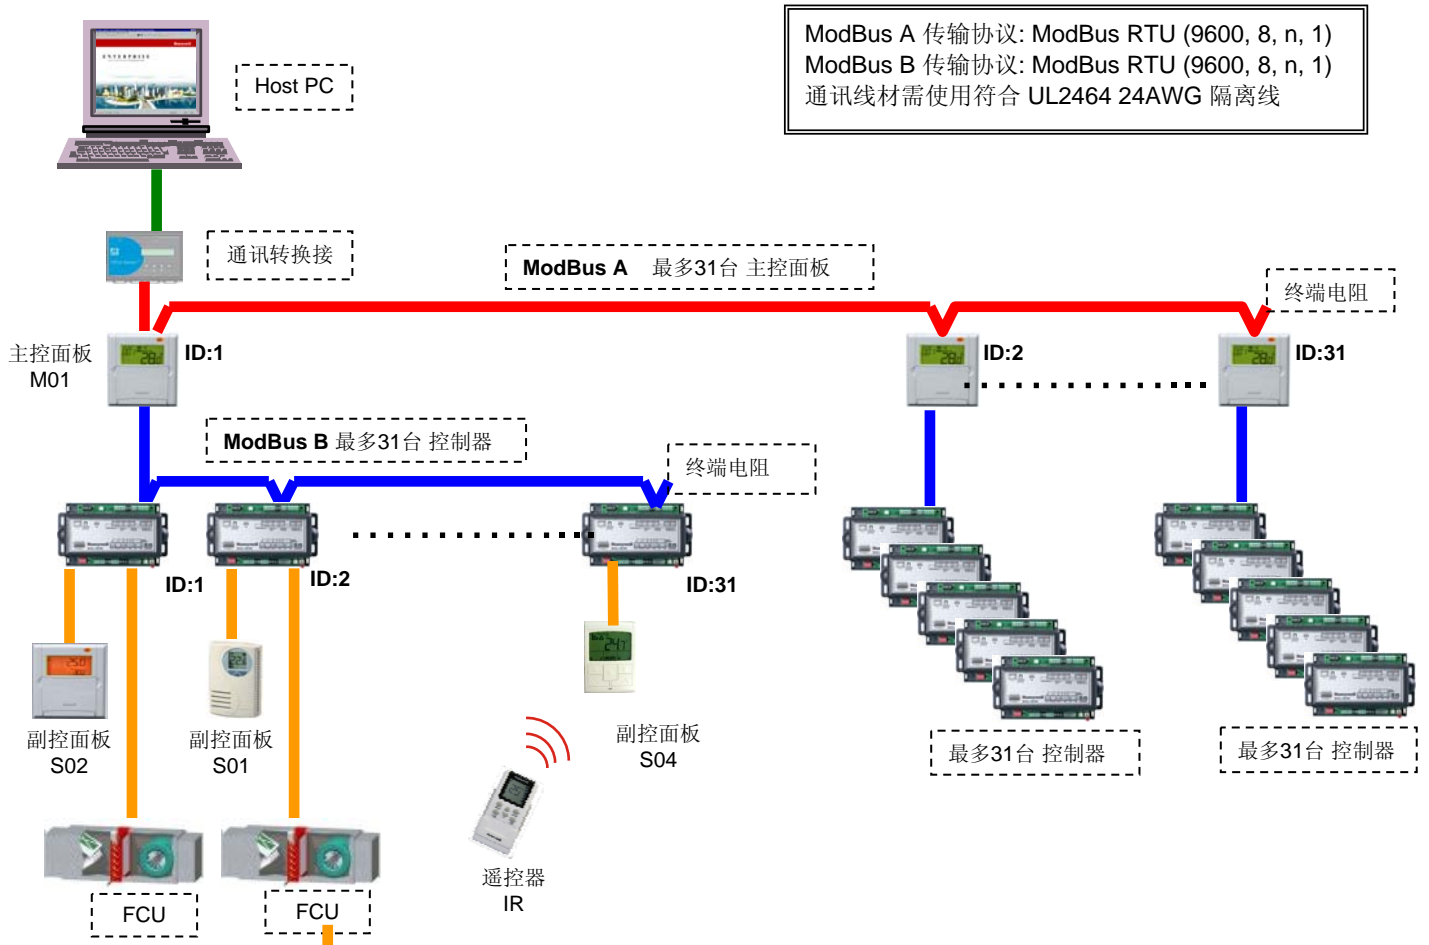 ModBus A 传输协议: ModBus RTU (9600, 8, n, 1)
ModBus B 传输协议: ModBus RTU (9600, 8, n, 1)
通讯线材需使用符合 UL2464 24AWG 隔离线
Host PC
ENTERPRISE
通讯转换接
ModBus A 最多31台 主控面板
终端电阻
主控面板
M01
ID:1
ID:2
ID:31
ModBus B 最多31台 控制器
终端电阻
ID:1
ID:2
ID:31
副控面板
S02
副控面板
S01
副控面板
S04
最多31台 控制器
最多31台 控制器
遥控器
IR
FCU
FCU